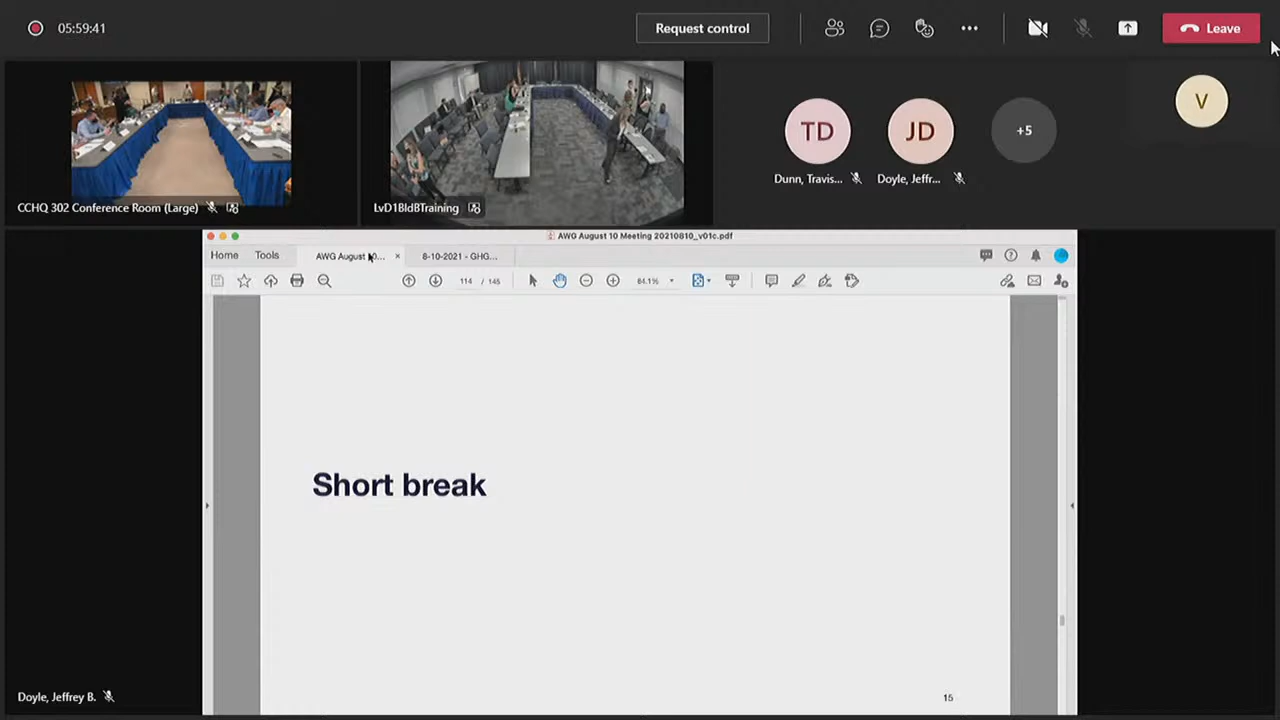 05:59:41
Request control
Leave
CCHQ 302 Conference Room (Large)
LvD1BldBTraining
TD
JD
+5
V
Dunn, Travis...
Doyle, Jeffr...
AWG August 10 Meeting 20210810_v01c.pdf
Home
Tools
AWG August 10...
8-10-2021 - GHG...
114 / 145
84.1%
Short break
15
Doyle, Jeffrey B.